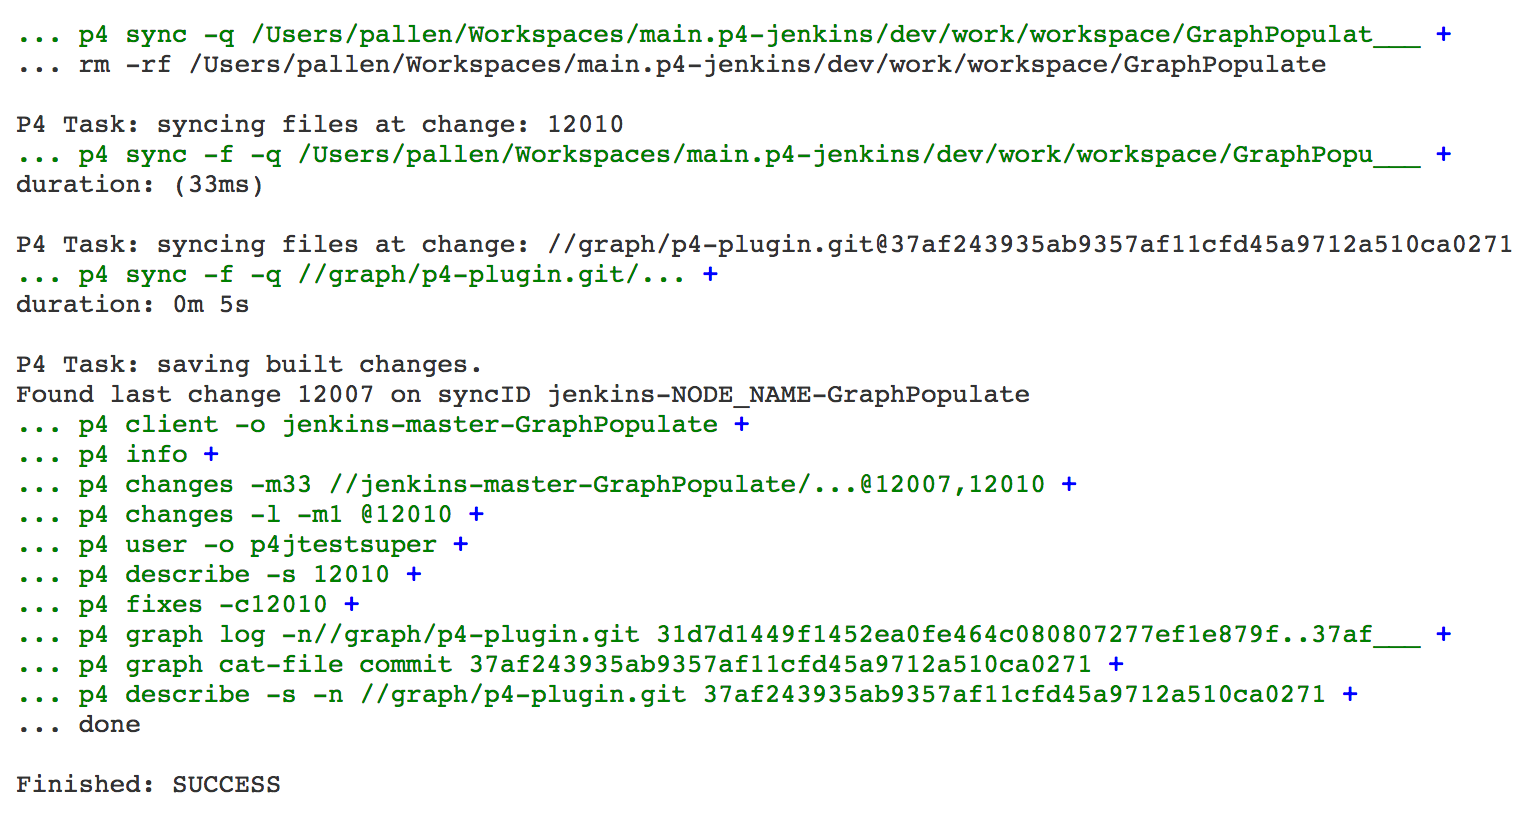 ... p4 sync -q /Users/pallen/Workspaces/main.p4-jenkins/dev/work/workspace/GraphPopulat___ +
... rm -rf /Users/pallen/Workspaces/main.p4-jenkins/dev/work/workspace/GraphPopulate
P4 Task: syncing files at change: 12010
... p4 sync -f -q /Users/pallen/Workspaces/main.p4-jenkins/dev/work/workspace/GraphPopu___ +
duration: (33ms)
P4 Task: syncing files at change: //graph/p4-plugin.git@37af243935ab9357af11cfd45a9712a510ca0271
... p4 sync -f -q //graph/p4-plugin.git/... +
duration: 0m 5s
P4 Task: saving built changes.
Found last change 12007 on syncID jenkins-NODE_NAME-GraphPopulate
... p4 client -o jenkins-master-GraphPopulate +
... p4 info +
... p4 changes -m33 //jenkins-master-GraphPopulate/...@12007,12010 +
... p4 changes -l -m1 @12010 +
... p4 user -o p4jtestsuper +
... p4 describe -s 12010 +
... p4 fixes -c12010 +
... p4 graph log -n//graph/p4-plugin.git 31d7d1449f1452ea0fe464c080807277ef1e879f..37af___ +
... p4 graph cat-file commit 37af243935ab9357af11cfd45a9712a510ca0271 +
... p4 describe -s -n //graph/p4-plugin.git 37af243935ab9357af11cfd45a9712a510ca0271 +
... done
Finished: SUCCESS